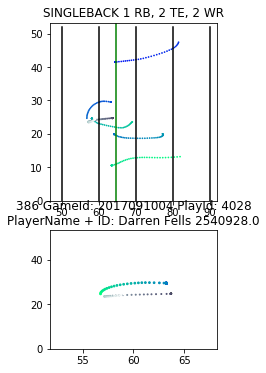 SINGLEBACK 1 RB, 2 TE, 2 WR
50
40
30
20
10
0
50 60 70 80 90
386 GameId: 2017091004 PlayId: 4028
PlayerName + ID: Darren Fells 2540928.0
40
20
0
55 60 65